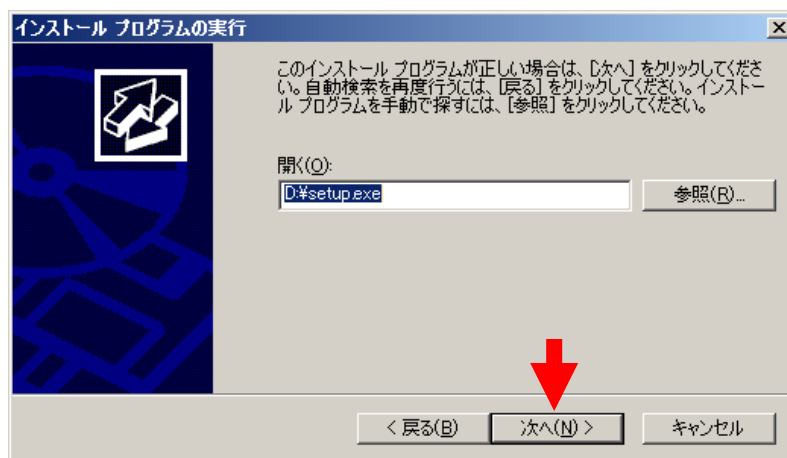 インストール プログラムの実行
このインストール プログラムが正しい場合は、[次へ] をクリックしてくださ
い。自動検索を再度行うには、[戻る] をクリックしてください。インストー
ル プログラムを手動で探すには、[参照] をクリックしてください。
開く(O):
D:¥setup.exe
参照(R)...
< 戻る(B)
次へ(N) >
キャンセル